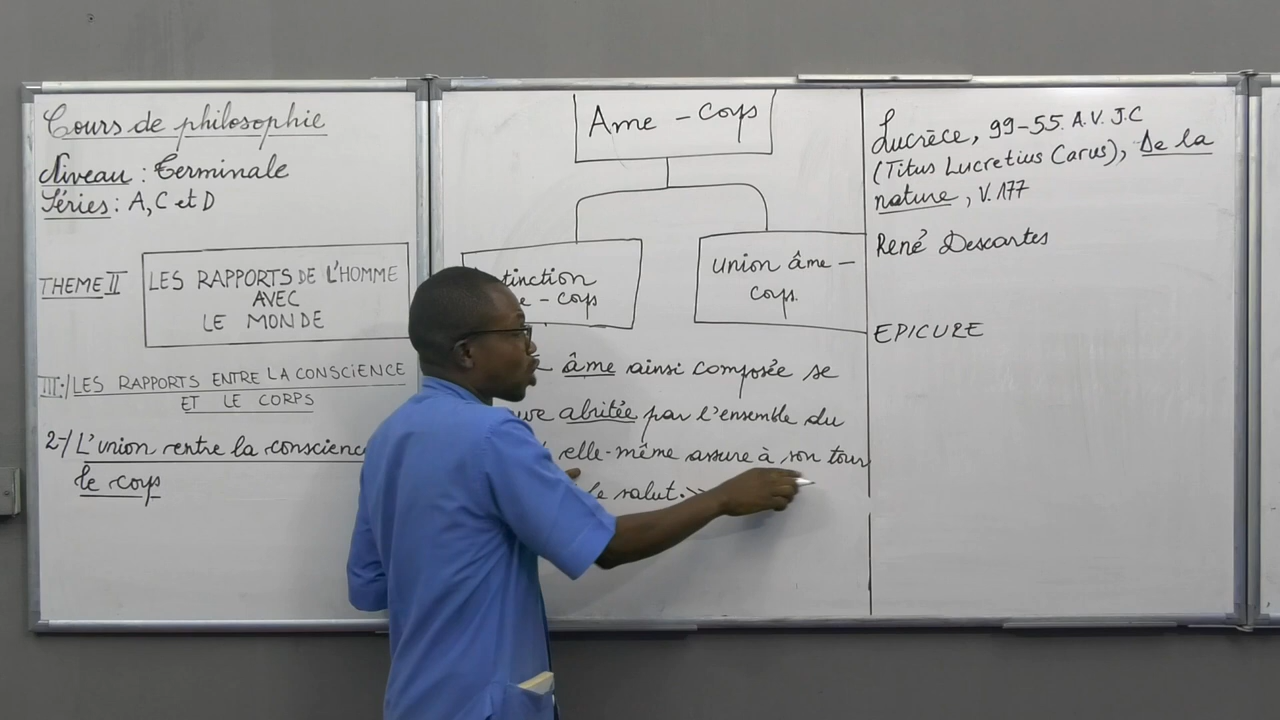 Cours de philosophie
Niveau : Terminale
Séries : A, C et D
THEME II
LES RAPPORTS DE L'HOMME
AVEC
LE MONDE
III-/ LES RAPPORTS ENTRE LA CONSCIENCE
ET LE CORPS
2-/ L'union entre la conscience
le corps
Ame - Corps
tinction
e - Corps
union âme -
corps.
âme ainsi composée se
uve abritée par l'ensemble du
elle-même assure à son tour
le salut. >>
Lucrèce, 99-55. A.V. J.C
(Titus Lucretius Carus), De la
nature, V. 177
René Descartes
EPICURE